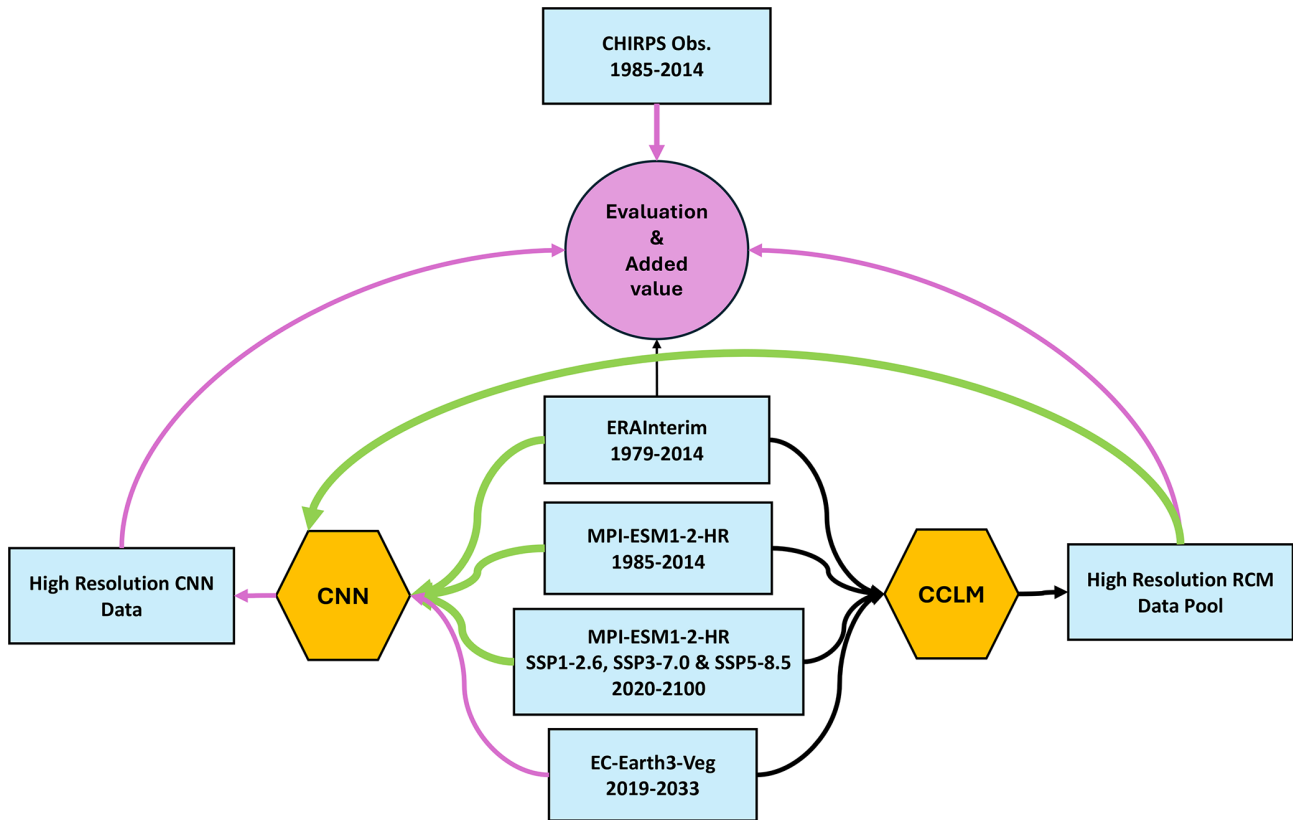 CHIRPS Obs.
1985-2014
Evaluation
&
Added
value
ERAInterim
1979-2014
MPI-ESM1-2-HR
1985-2014
High Resolution CNN
Data
CNN
CCLM
High Resolution RCM
Data Pool
MPI-ESM1-2-HR
SSP1-2.6, SSP3-7.0 & SSP5-8.5
2020-2100
EC-Earth3-Veg
2019-2033